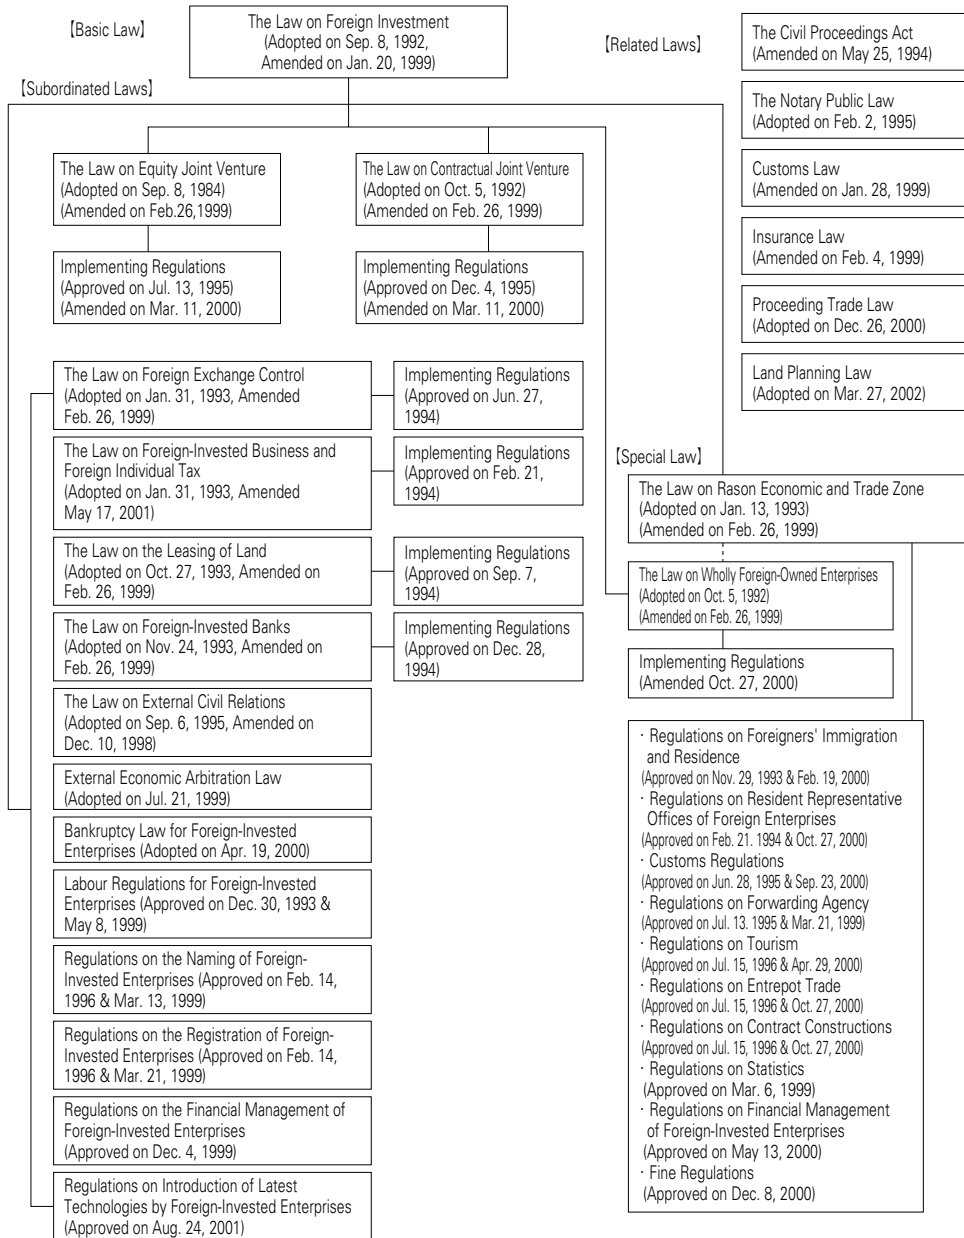 【Basic Law】
The Law on Foreign Investment
(Adopted on Sep. 8, 1992,
Amended on Jan. 20, 1999)
【Related Laws】
The Civil Proceedings Act
(Amended on May 25, 1994)
The Notary Public Law
(Adopted on Feb. 2, 1995)
Customs Law
(Amended on Jan. 28, 1999)
Insurance Law
(Amended on Feb. 4, 1999)
Proceeding Trade Law
(Adopted on Dec. 26, 2000)
Land Planning Law
(Adopted on Mar. 27, 2002)
【Subordinated Laws】
The Law on Equity Joint Venture
(Adopted on Sep. 8, 1984)
(Amended on Feb.26,1999)
The Law on Contractual Joint Venture
(Adopted on Oct. 5, 1992)
(Amended on Feb. 26, 1999)
Implementing Regulations
(Approved on Jul. 13, 1995)
(Amended on Mar. 11, 2000)
Implementing Regulations
(Approved on Dec. 4, 1995)
(Amended on Mar. 11, 2000)
The Law on Foreign Exchange Control
(Adopted on Jan. 31, 1993, Amended
Feb. 26, 1999)
Implementing Regulations
(Approved on Jun. 27,
1994)
The Law on Foreign-Invested Business and
Foreign Individual Tax
(Adopted on Jan. 31, 1993, Amended
May 17, 2001)
Implementing Regulations
(Approved on Feb. 21,
1994)
The Law on the Leasing of Land
(Adopted on Oct. 27, 1993, Amended on
Feb. 26, 1999)
Implementing Regulations
(Approved on Sep. 7,
1994)
The Law on Foreign-Invested Banks
(Adopted on Nov. 24, 1993, Amended on
Feb. 26, 1999)
Implementing Regulations
(Approved on Dec. 28,
1994)
The Law on External Civil Relations
(Adopted on Sep. 6, 1995, Amended on
Dec. 10, 1998)
External Economic Arbitration Law
(Adopted on Jul. 21, 1999)
Bankruptcy Law for Foreign-Invested
Enterprises (Adopted on Apr. 19, 2000)
Labour Regulations for Foreign-Invested
Enterprises (Approved on Dec. 30, 1993 &
May 8, 1999)
Regulations on the Naming of Foreign-
Invested Enterprises (Approved on Feb. 14,
1996 & Mar. 13, 1999)
Regulations on the Registration of Foreign-
Invested Enterprises (Approved on Feb. 14,
1996 & Mar. 21, 1999)
Regulations on the Financial Management of
Foreign-Invested Enterprises
(Approved on Dec. 4, 1999)
Regulations on Introduction of Latest
Technologies by Foreign-Invested Enterprises
(Approved on Aug. 24, 2001)
【Special Law】
The Law on Rason Economic and Trade Zone
(Adopted on Jan. 13, 1993)
(Amended on Feb. 26, 1999)
The Law on Wholly Foreign-Owned Enterprises
(Adopted on Oct. 5, 1992)
(Amended on Feb. 26, 1999)
Implementing Regulations
(Amended Oct. 27, 2000)
· Regulations on Foreigners' Immigration
and Residence
(Approved on Nov. 29, 1993 & Feb. 19, 2000)
· Regulations on Resident Representative
Offices of Foreign Enterprises
(Approved on Feb. 21. 1994 & Oct. 27, 2000)
· Customs Regulations
(Approved on Jun. 28, 1995 & Sep. 23, 2000)
· Regulations on Forwarding Agency
(Approved on Jul. 13. 1995 & Mar. 21, 1999)
· Regulations on Tourism
(Approved on Jul. 15, 1996 & Apr. 29, 2000)
· Regulations on Entrepot Trade
(Approved on Jul. 15, 1996 & Oct. 27, 2000)
· Regulations on Contract Constructions
(Approved on Jul. 15, 1996 & Oct. 27, 2000)
· Regulations on Statistics
(Approved on Mar. 6, 1999)
· Regulations on Financial Management
of Foreign-Invested Enterprises
(Approved on May 13, 2000)
· Fine Regulations
(Approved on Dec. 8, 2000)